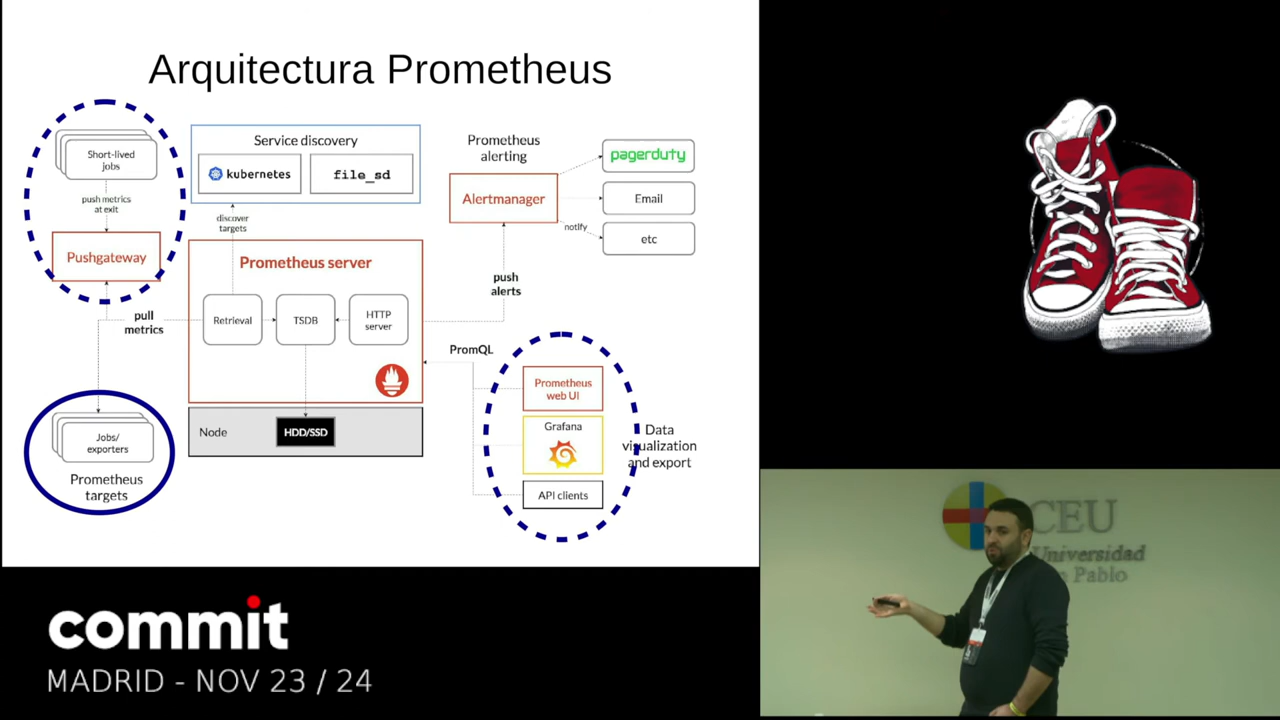 Arquitectura Prometheus
Short-lived
jobs
push metrics
at exit
Pushgateway
Service discovery
kubernetes
file_sd
discover
targets
Prometheus
alerting
Alertmanager
pagerduty
Email
notify
etc
Prometheus server
Retrieval
TSDB
HTTP
server
pull
metrics
push
alerts
PromQL
Node
HDD/SSD
Jobs/
exporters
Prometheus
targets
Prometheus
web UI
Grafana
API clients
Data
visualization
and export
commit
MADRID - NOV 23 / 24
CEU
Universidad
Pablo